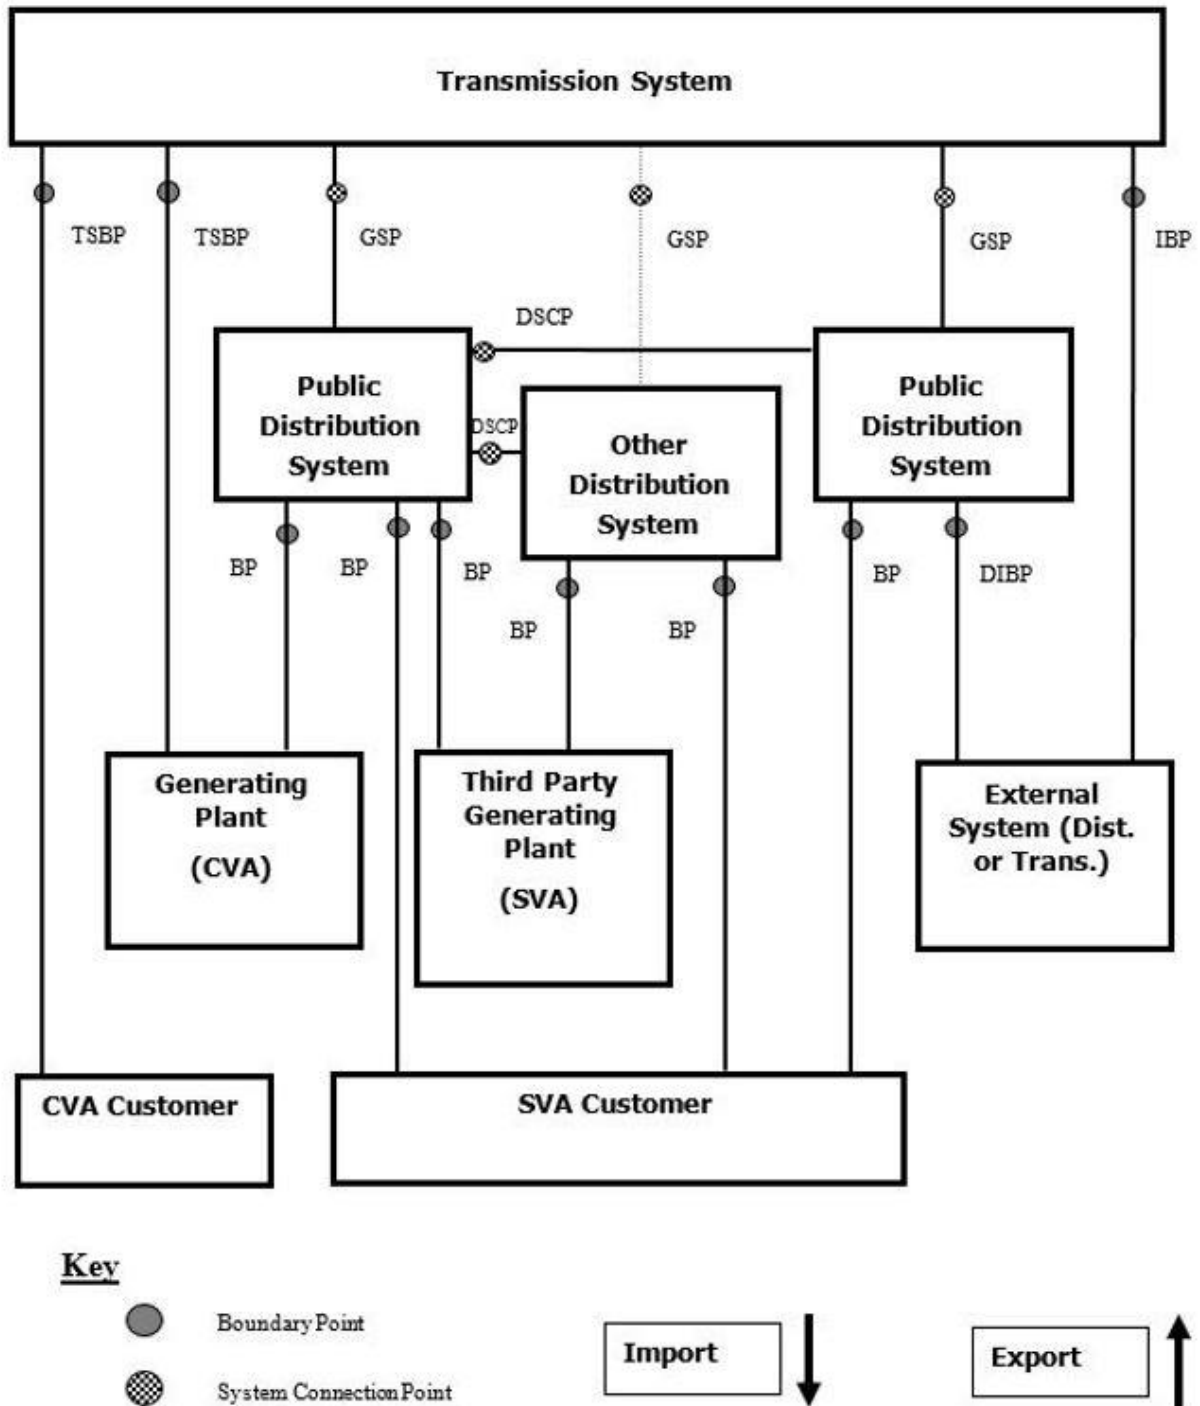 Transmission System
TSBP
TSBP
GSP
GSP
GSP
IBP
DSCP
Public
Distribution
System
DSCP
Other
Distribution
System
Public
Distribution
System
BP
BP
BP
BP
BP
BP
DIBP
Generating
Plant
(CVA)
Third Party
Generating
Plant
(SVA)
External
System (Dist.
or Trans.)
CVA Customer
SVA Customer
Key
Boundary Point
System Connection Point
Import
Export